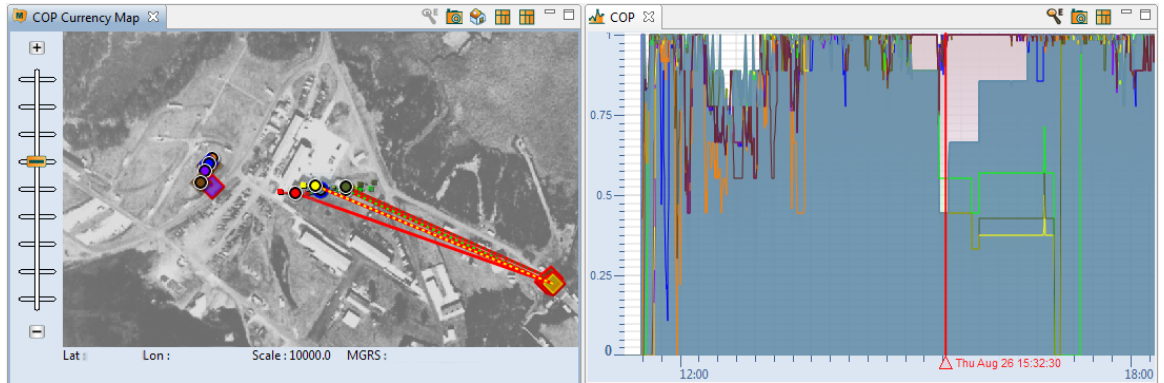 COP Currency Map
Lat :
Lon :
Scale : 10000.0
MGRS :
COP
1
0.75
0.5
0.25
0
Thu Aug 26 15:32:30
12:00
18:00